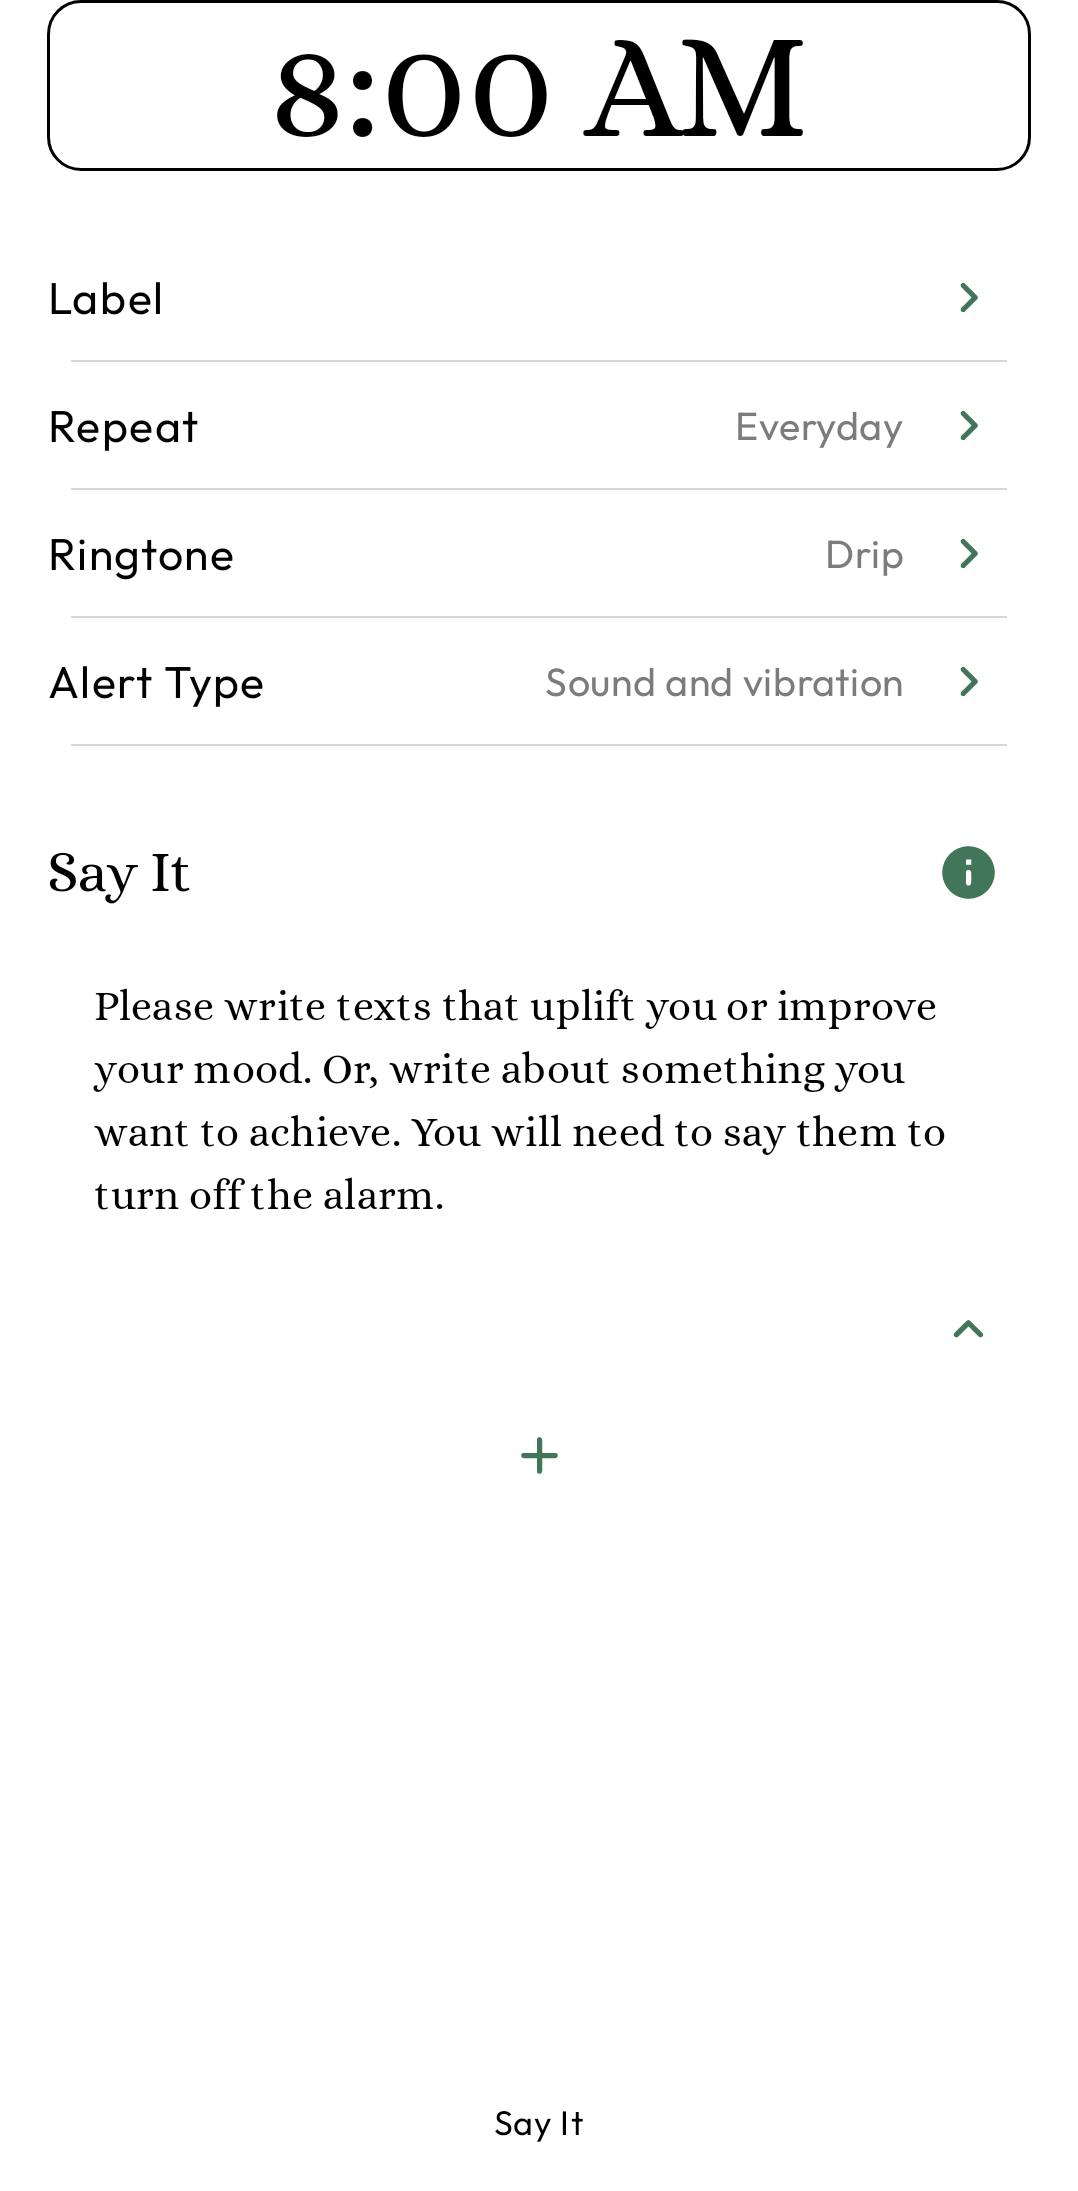 8:00 AM
Label
Repeat Everyday
Ringtone Drip
Alert Type Sound and vibration
Say It
Please write texts that uplift you or improve
your mood. Or, write about something you
want to achieve. You will need to say them to
turn off the alarm.
Say It